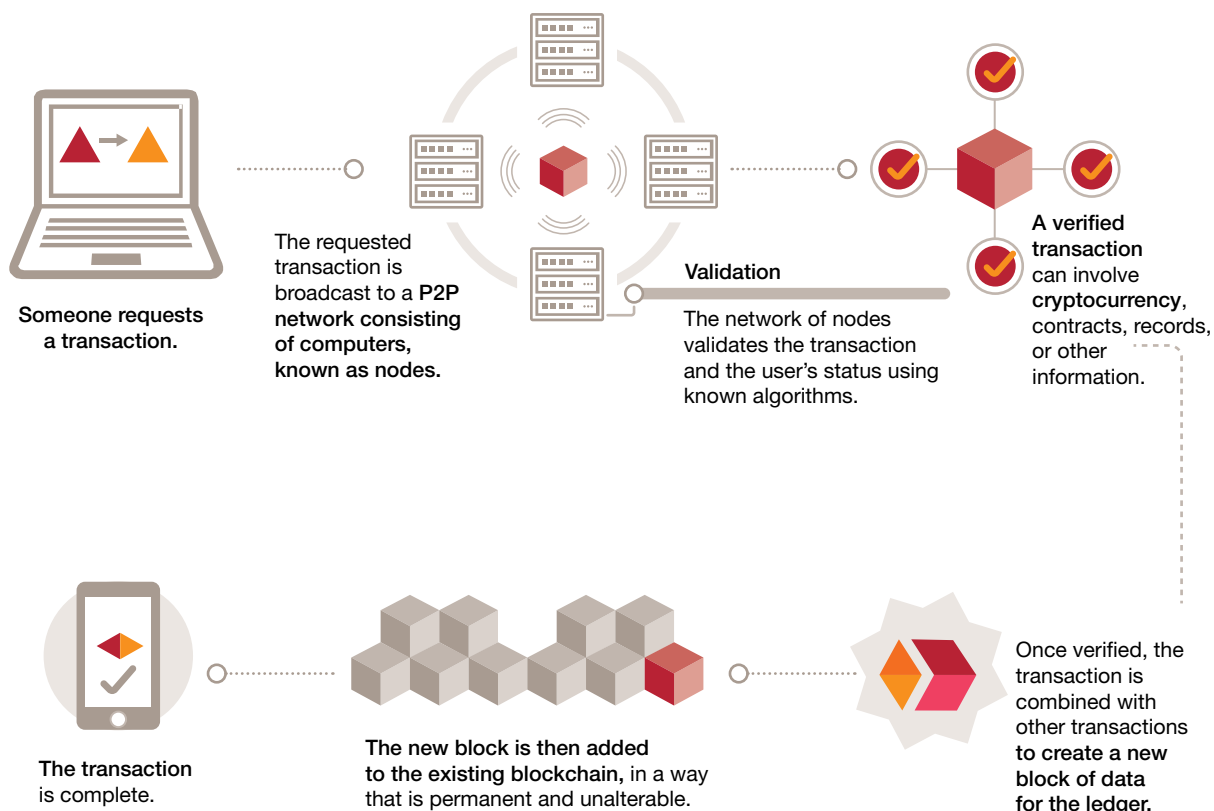 Someone requests
a transaction.
The requested
transaction is
broadcast to a P2P
network consisting
of computers,
known as nodes.
Validation
The network of nodes
validates the transaction
and the user's status using
known algorithms.
A verified
transaction
can involve
cryptocurrency,
contracts, records,
or other
information.
Once verified, the
transaction is
combined with
other transactions
to create a new
block of data
for the ledger.
The new block is then added
to the existing blockchain, in a way
that is permanent and unalterable.
The transaction
is complete.